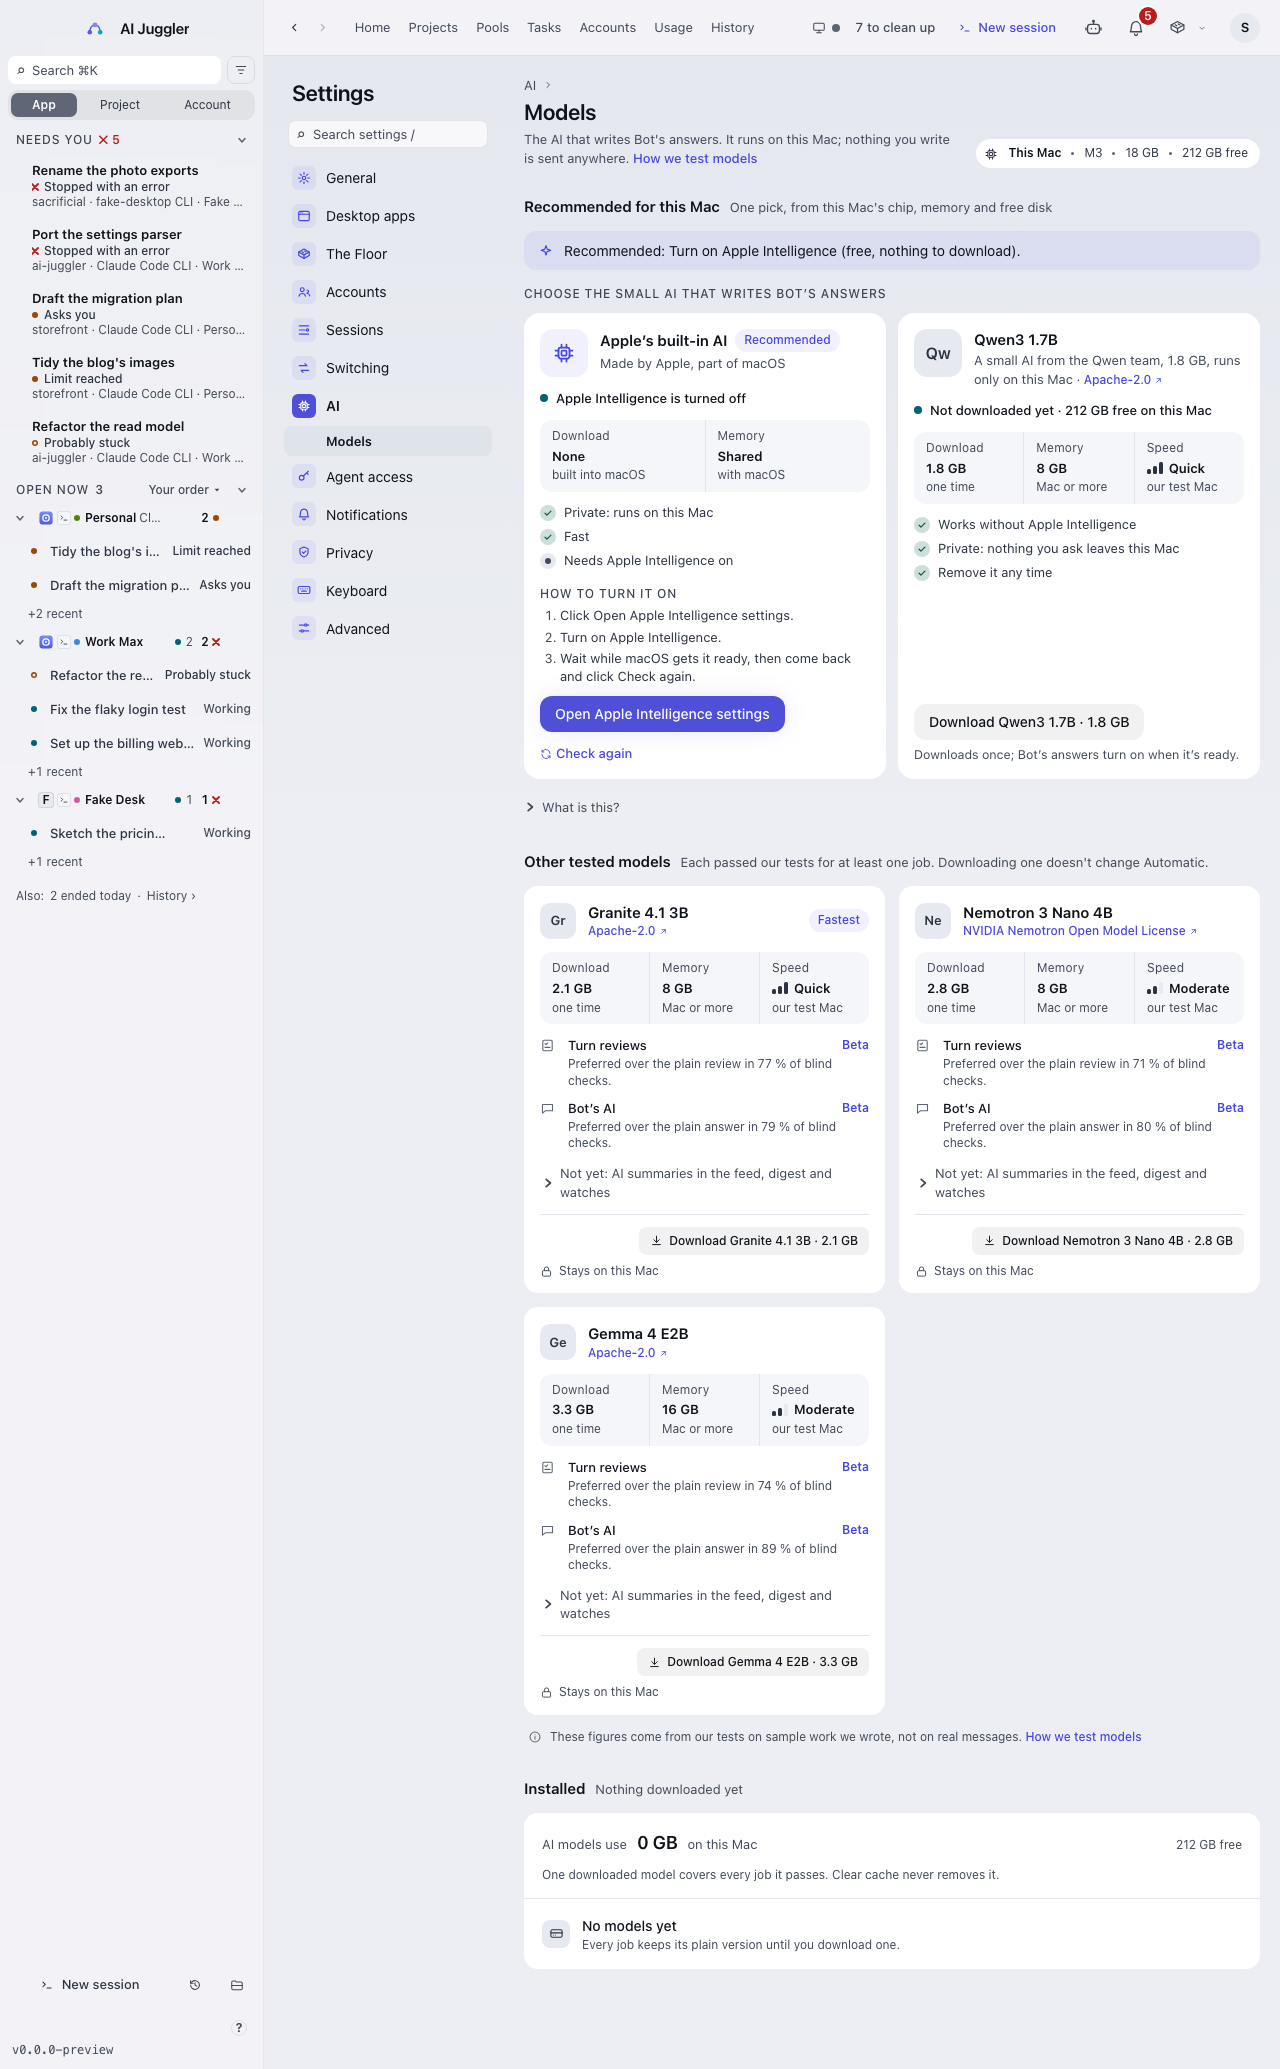 AI Juggler
Search ⌘K
App Project Account
NEEDS YOU 5
Rename the photo exports
Stopped with an error
sacrificial · fake-desktop CLI · Fake ...
Port the settings parser
Stopped with an error
ai-juggler · Claude Code CLI · Work ...
Draft the migration plan
Asks you
storefront · Claude Code CLI · Perso...
Tidy the blog's images
Limit reached
storefront · Claude Code CLI · Perso...
Refactor the read model
Probably stuck
ai-juggler · Claude Code CLI · Work ...
OPEN NOW 3 Your order
Personal Cl... 2
Tidy the blog's i... Limit reached
Draft the migration p... Asks you
+2 recent
Work Max 2 2
Refactor the re... Probably stuck
Fix the flaky login test Working
Set up the billing web... Working
+1 recent
F Fake Desk 1 1
Sketch the pricin... Working
+1 recent
Also: 2 ended today · History ›
New session
?
v0.0.0-preview
Home Projects Pools Tasks Accounts Usage History
7 to clean up
New session
5
S
Settings
Search settings /
General
Desktop apps
The Floor
Accounts
Sessions
Switching
AI
Models
Agent access
Notifications
Privacy
Keyboard
Advanced
AI ›
Models
The AI that writes Bot's answers. It runs on this Mac; nothing you write
is sent anywhere. How we test models
This Mac • M3 • 18 GB • 212 GB free
Recommended for this Mac One pick, from this Mac's chip, memory and free disk
Recommended: Turn on Apple Intelligence (free, nothing to download).
CHOOSE THE SMALL AI THAT WRITES BOT’S ANSWERS
Apple’s built-in AI Recommended
Made by Apple, part of macOS
Apple Intelligence is turned off
Download Memory
None Shared
built into macOS with macOS
Private: runs on this Mac
Fast
Needs Apple Intelligence on
HOW TO TURN IT ON
1. Click Open Apple Intelligence settings.
2. Turn on Apple Intelligence.
3. Wait while macOS gets it ready, then come back
and click Check again.
Open Apple Intelligence settings
Check again
Qw
Qwen3 1.7B
A small AI from the Qwen team, 1.8 GB, runs
only on this Mac · Apache-2.0 ↗
Not downloaded yet · 212 GB free on this Mac
Download Memory Speed
1.8 GB 8 GB Quick
one time Mac or more our test Mac
Works without Apple Intelligence
Private: nothing you ask leaves this Mac
Remove it any time
Download Qwen3 1.7B · 1.8 GB
Downloads once; Bot’s answers turn on when it’s ready.
What is this?
Other tested models Each passed our tests for at least one job. Downloading one doesn't change Automatic.
Gr
Granite 4.1 3B
Apache-2.0 ↗
Fastest
Download Memory Speed
2.1 GB 8 GB Quick
one time Mac or more our test Mac
Turn reviews Beta
Preferred over the plain review in 77 % of blind
checks.
Bot’s AI Beta
Preferred over the plain answer in 79 % of blind
checks.
Not yet: AI summaries in the feed, digest and
watches
Download Granite 4.1 3B · 2.1 GB
Stays on this Mac
Ne
Nemotron 3 Nano 4B
NVIDIA Nemotron Open Model License ↗
Download Memory Speed
2.8 GB 8 GB Moderate
one time Mac or more our test Mac
Turn reviews Beta
Preferred over the plain review in 71 % of blind
checks.
Bot’s AI Beta
Preferred over the plain answer in 80 % of blind
checks.
Not yet: AI summaries in the feed, digest and
watches
Download Nemotron 3 Nano 4B · 2.8 GB
Stays on this Mac
Ge
Gemma 4 E2B
Apache-2.0 ↗
Download Memory Speed
3.3 GB 16 GB Moderate
one time Mac or more our test Mac
Turn reviews Beta
Preferred over the plain review in 74 % of blind
checks.
Bot’s AI Beta
Preferred over the plain answer in 89 % of blind
checks.
Not yet: AI summaries in the feed, digest and
watches
Download Gemma 4 E2B · 3.3 GB
Stays on this Mac
These figures come from our tests on sample work we wrote, not on real messages. How we test models
Installed Nothing downloaded yet
AI models use 0 GB on this Mac 212 GB free
One downloaded model covers every job it passes. Clear cache never removes it.
No models yet
Every job keeps its plain version until you download one.